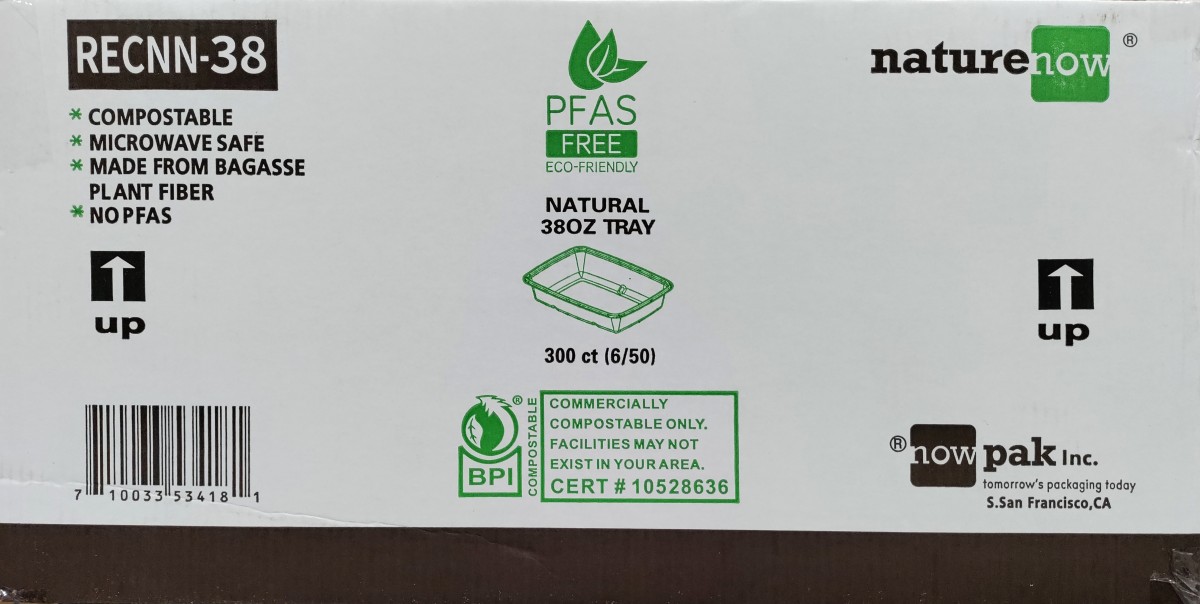 RECNN-38
* COMPOSTABLE
* MICROWAVE SAFE
* MADE FROM BAGASSE
PLANT FIBER
* NO PFAS
up
7 10033 53418 1
PFAS
FREE
ECO-FRIENDLY
NATURAL
38OZ TRAY
300 ct (6/50)
BPI ®
COMPOSTABLE
COMMERCIALLY
COMPOSTABLE ONLY.
FACILITIES MAY NOT
EXIST IN YOUR AREA.
CERT # 10528636
naturenow ®
up
® nowpak Inc.
tomorrow's packaging today
S.San Francisco,CA